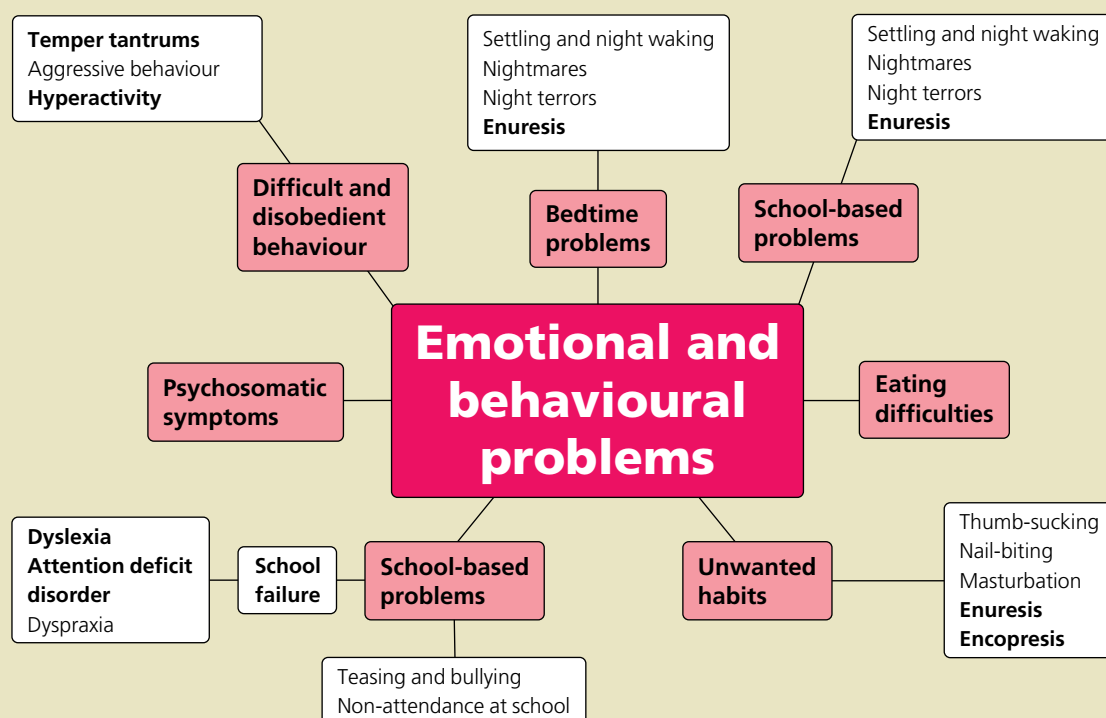 Temper tantrums
Aggressive behaviour
Hyperactivity
Settling and night waking
Nightmares
Night terrors
Enuresis
Settling and night waking
Nightmares
Night terrors
Enuresis
Difficult and
disobedient
behaviour
Bedtime
problems
School-based
problems
Emotional and
behavioural
problems
Psychosomatic
symptoms
Eating
difficulties
Dyslexia
Attention deficit
disorder
Dyspraxia
School
failure
School-based
problems
Unwanted
habits
Thumb-sucking
Nail-biting
Masturbation
Enuresis
Encopresis
Teasing and bullying
Non-attendance at school